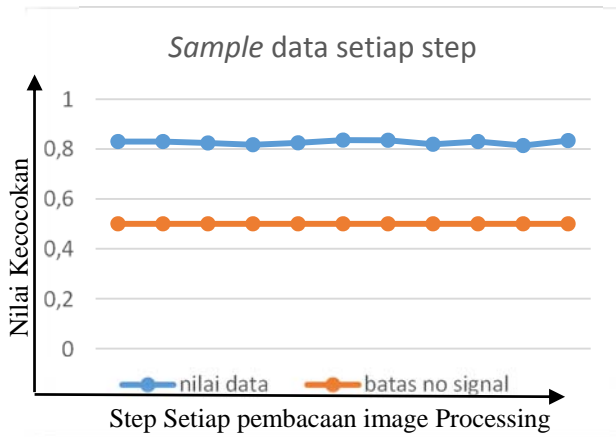 Sample data setiap step
Nilai Kecocokan
1
0,8
0,6
0,4
0,2
0
nilai data
batas no signal
Step Setiap pembacaan image Processing